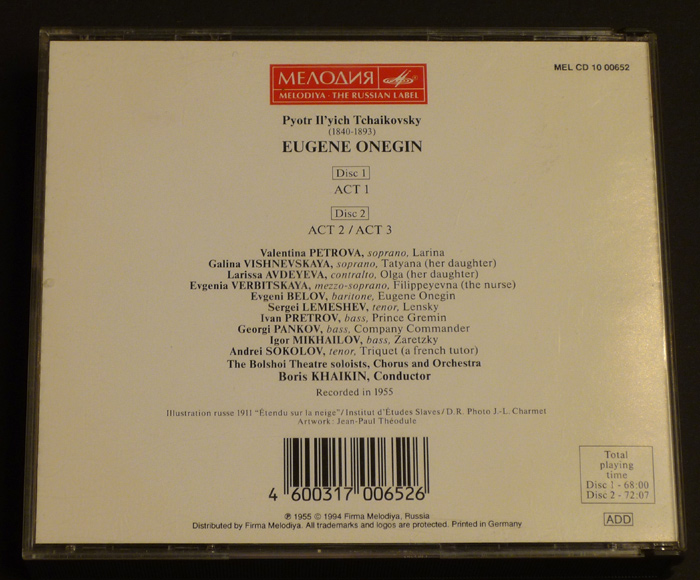 MEL CD 10 00652
МЕЛОДИЯ
MELODIYA · THE RUSSIAN LABEL
Pyotr Il'yich Tchaikovsky
(1840-1893)
EUGENE ONEGIN
Disc 1
ACT 1
Disc 2
ACT 2 / ACT 3
Valentina PETROVA, soprano, Larina
Galina VISHNEVSKAYA, soprano, Tatyana (her daughter)
Larissa AVDEYEVA, contralto, Olga (her daughter)
Evgenia VERBITSKAYA, mezzo-soprano, Filippeyevna (the nurse)
Evgeni BELOV, baritone, Eugene Onegin
Sergei LEMESHEV, tenor, Lensky
Ivan PRETROV, bass, Prince Gremin
Georgi PANKOV, bass, Company Commander
Igor MIKHAILOV, bass, Zaretzky
Andrei SOKOLOV, tenor, Triquet (a french tutor)
The Bolshoi Theatre soloists, Chorus and Orchestra
Boris KHAIKIN, Conductor
Recorded in 1955
Illustration russe 1911 "Étendu sur la neige" / Institut d'Études Slaves / D.R. Photo J.-L. Charmet
Artwork : Jean-Paul Théodule
4 600317 006526
Total
playing
time
Disc 1 - 68:00
Disc 2 - 72:07
ADD
℗ 1955 © 1994 Firma Melodiya, Russia
Distributed by Firma Melodiya. All trademarks and logos are protected. Printed in Germany